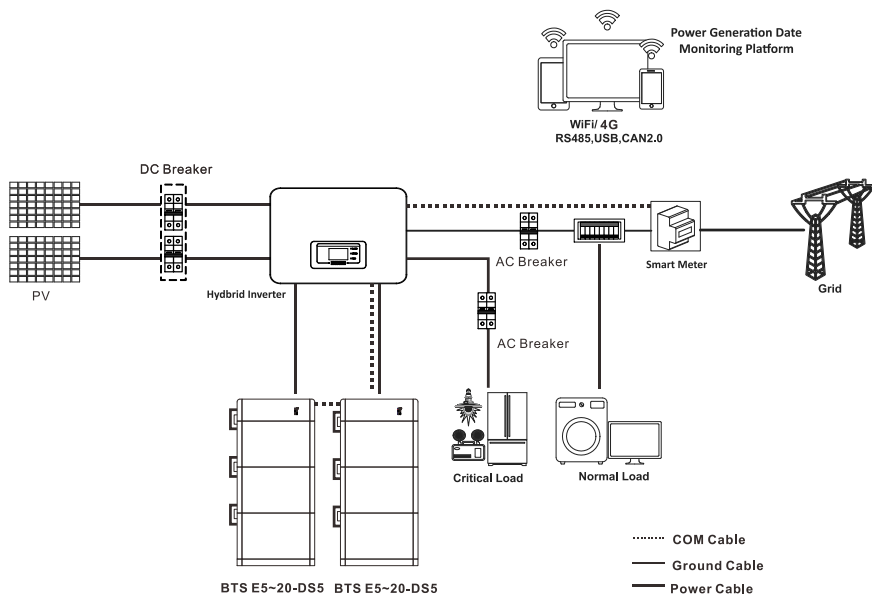 Power Generation Date
Monitoring Platform
WiFi/ 4G
RS485,USB,CAN2.0
DC Breaker
AC Breaker
Smart Meter
Grid
PV
Hydbrid Inverter
AC Breaker
Critical Load
Normal Load
COM Cable
Ground Cable
Power Cable
BTS E5~20-DS5 BTS E5~20-DS5